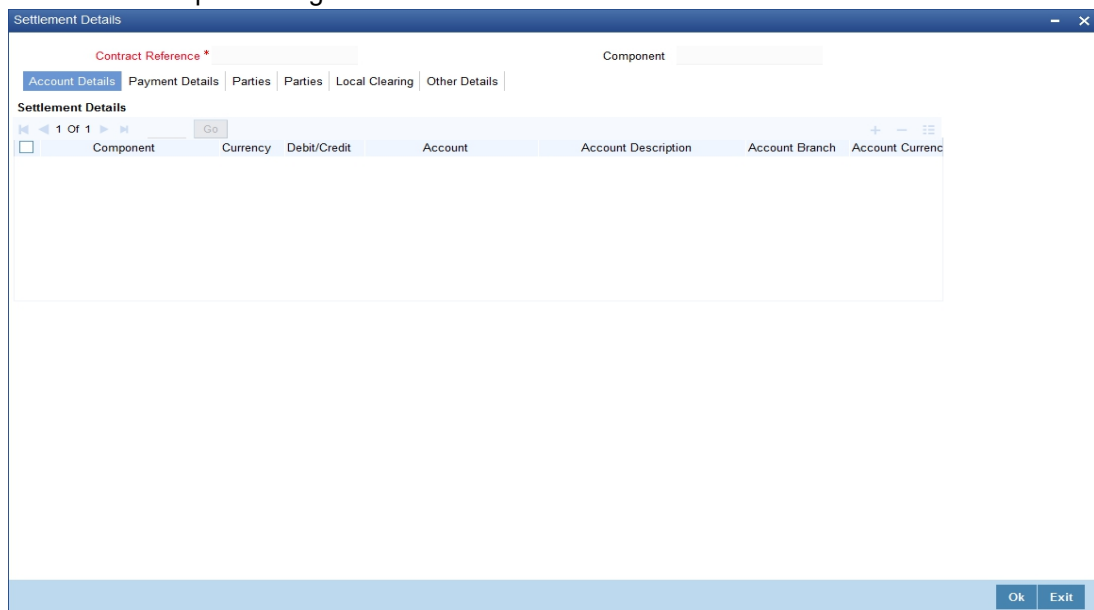 Settlement Details
Contract Reference * Component
Account Details Payment Details Parties Parties Local Clearing Other Details
Settlement Details
1 Of 1 Go
Component Currency Debit/Credit Account Account Description Account Branch Account Currenc
Ok Exit